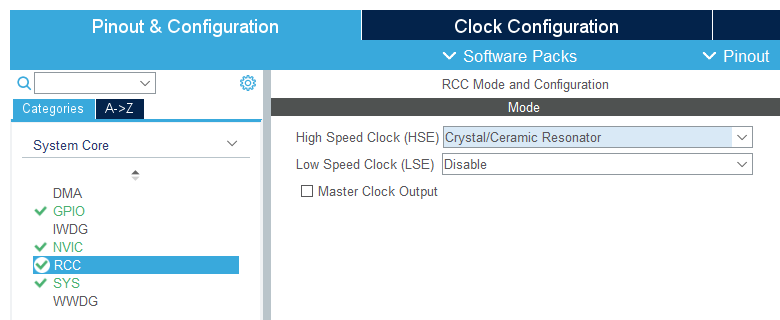 Pinout & Configuration
Clock Configuration
Software Packs
Pinout
RCC Mode and Configuration
Categories
A->Z
Mode
System Core
High Speed Clock (HSE) Crystal/Ceramic Resonator
Low Speed Clock (LSE) Disable
Master Clock Output
DMA
GPIO
IWDG
NVIC
RCC
SYS
WWDG